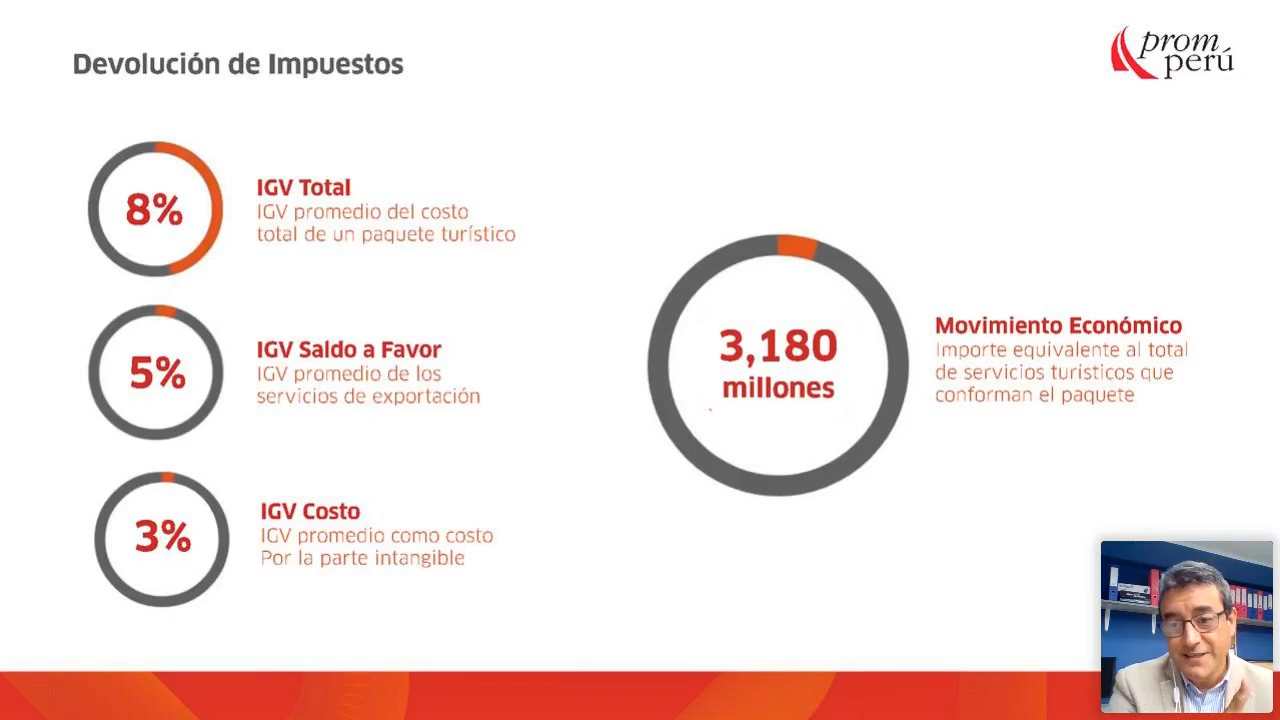 Devolución de Impuestos
prom
perú
8%
IGV Total
IGV promedio del costo
total de un paquete turístico
5%
IGV Saldo a Favor
IGV promedio de los
servicios de exportación
3%
IGV Costo
IGV promedio como costo
Por la parte intangible
3,180
millones
Movimiento Económico
Importe equivalente al total
de servicios turísticos que
conforman el paquete